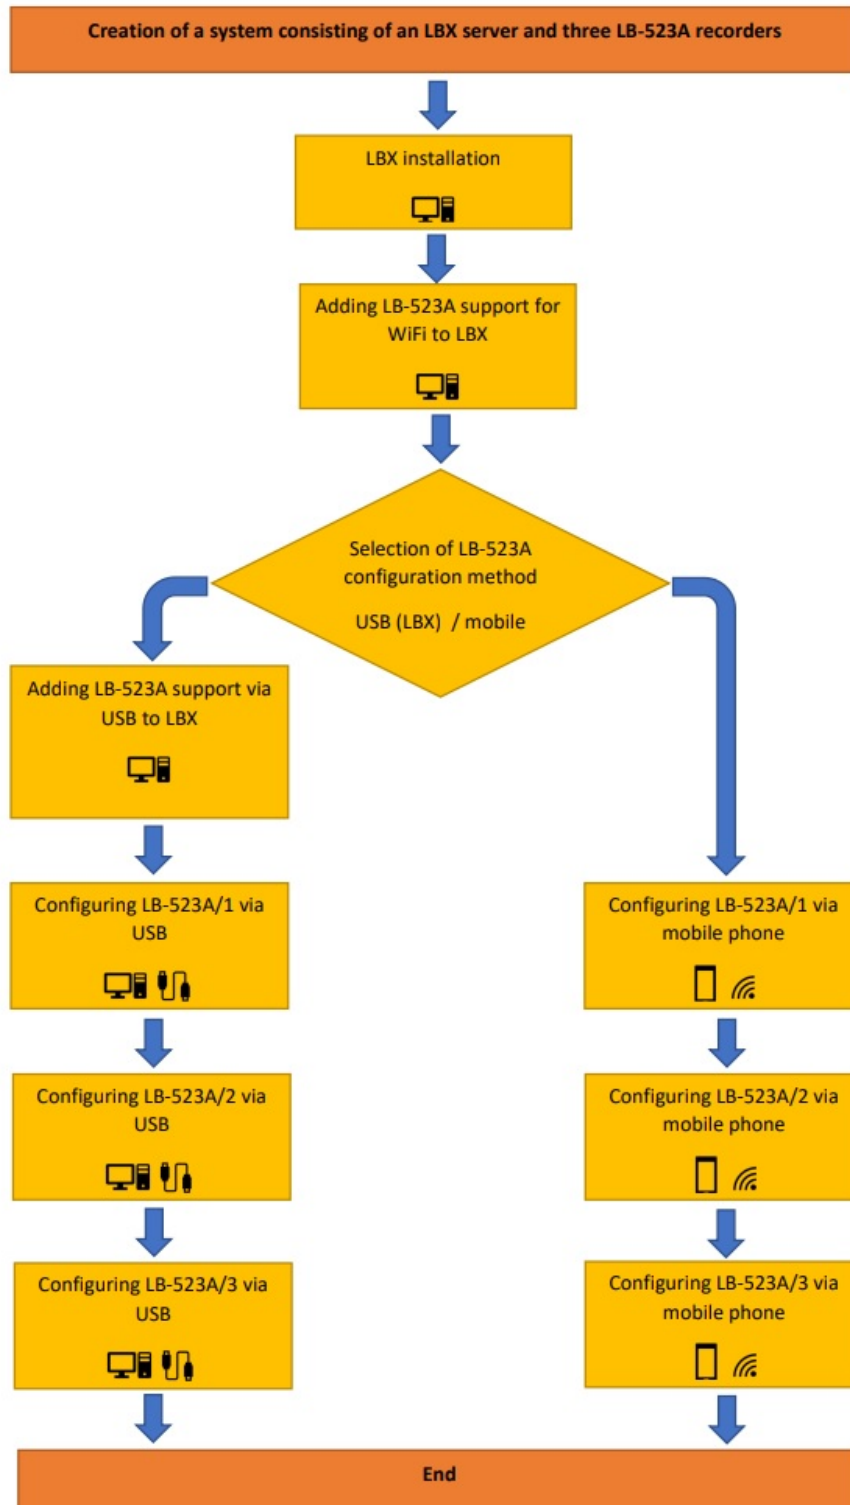 Creation of a system consisting of an LBX server and three LB-523A recorders
LBX installation
Adding LB-523A support for
WiFi to LBX
Selection of LB-523A
configuration method
USB (LBX)  / mobile
Adding LB-523A support via
USB to LBX
Configuring LB-523A/1 via
USB
Configuring LB-523A/2 via
USB
Configuring LB-523A/3 via
USB
Configuring LB-523A/1 via
mobile phone
Configuring LB-523A/2 via
mobile phone
Configuring LB-523A/3 via
mobile phone
End